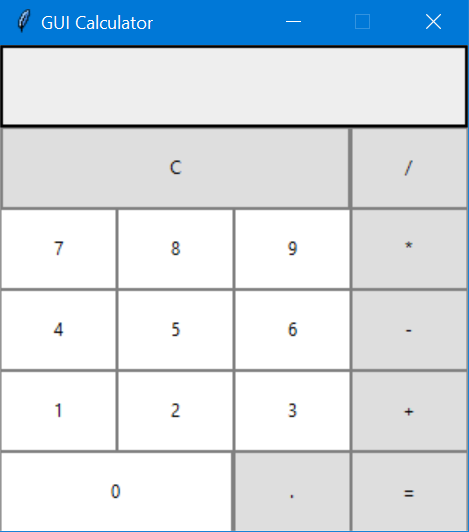 GUI Calculator
C /
7 8 9 *
4 5 6 -
1 2 3 +
0 . =